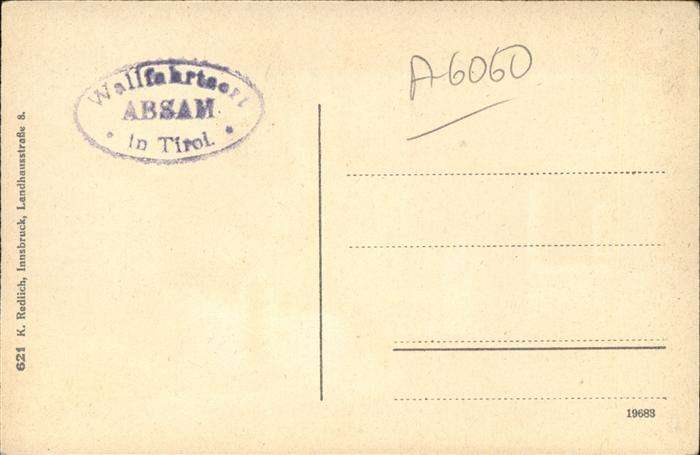 Wallfahrtsort
ABSAM
• in Tirol. •
A6060
621 K. Redlich, Innsbruck, Landhausstraße 8.
19683